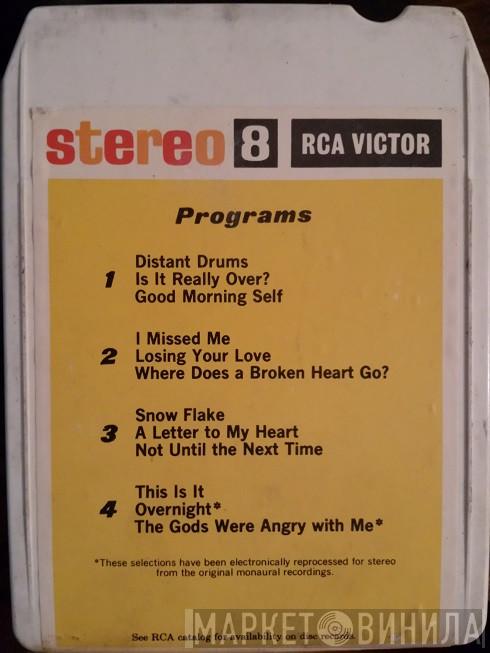 stereo 8 RCA VICTOR
Programs
1
Distant Drums
Is It Really Over?
Good Morning Self
2
I Missed Me
Losing Your Love
Where Does a Broken Heart Go?
3
Snow Flake
A Letter to My Heart
Not Until the Next Time
4
This Is It
Overnight*
The Gods Were Angry with Me*
*These selections have been electronically reprocessed for stereo
from the original monaural recordings.
МАРКЕТ ВИНИЛА
See RCA catalog for availability on disc records.